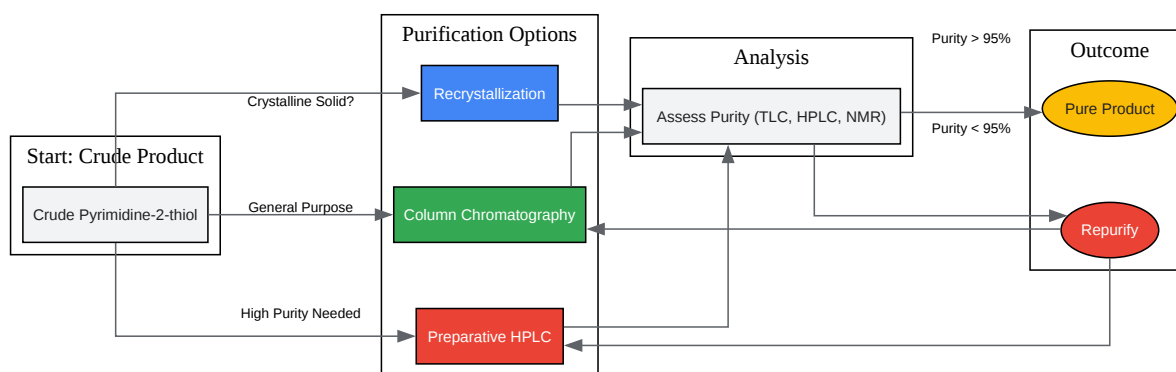 Purification Options
Analysis
Purity > 95%
Outcome
Recrystallization
Crystalline Solid?
Assess Purity (TLC, HPLC, NMR)
Pure Product
Purity < 95%
Start: Crude Product
Crude Pyrimidine-2-thiol
General Purpose
Column Chromatography
Repurify
High Purity Needed
Preparative HPLC